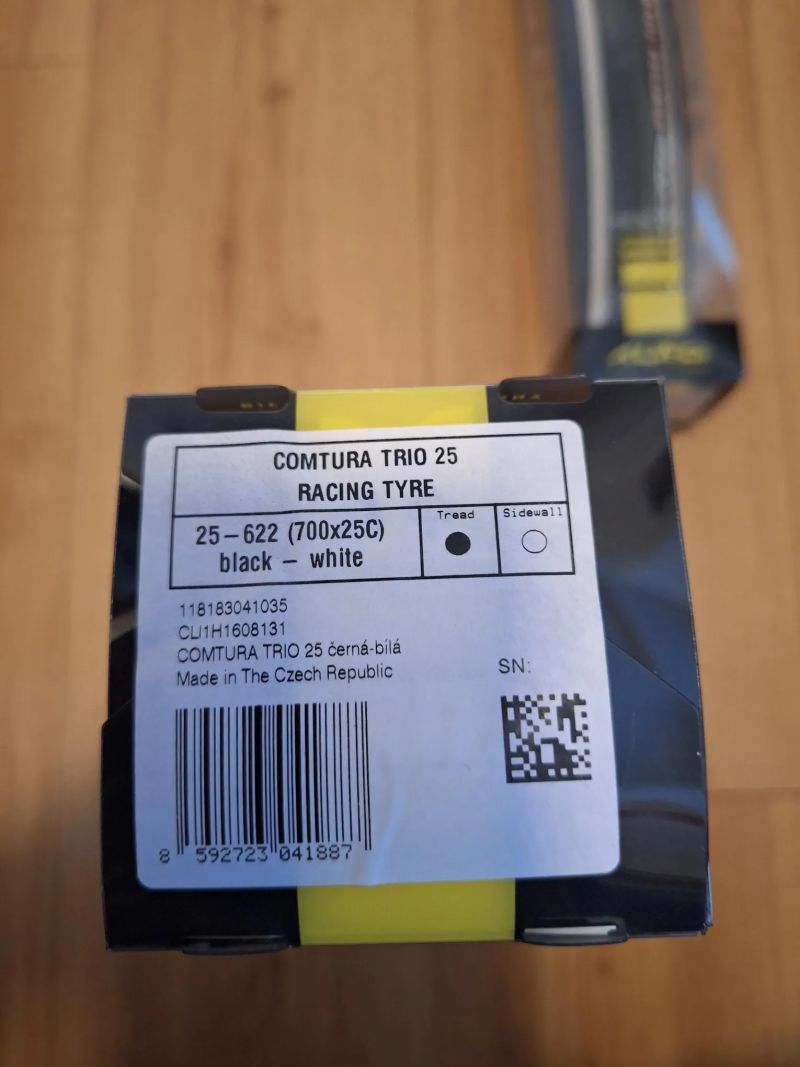 COMTURA TRIO 25
RACING TYRE
25-622 (700x25C)
black - white
Tread
Sidewall
118183041035
CLI1H1608131
COMTURA TRIO 25 černá-bílá
Made in The Czech Republic
SN:
8 592723 041887